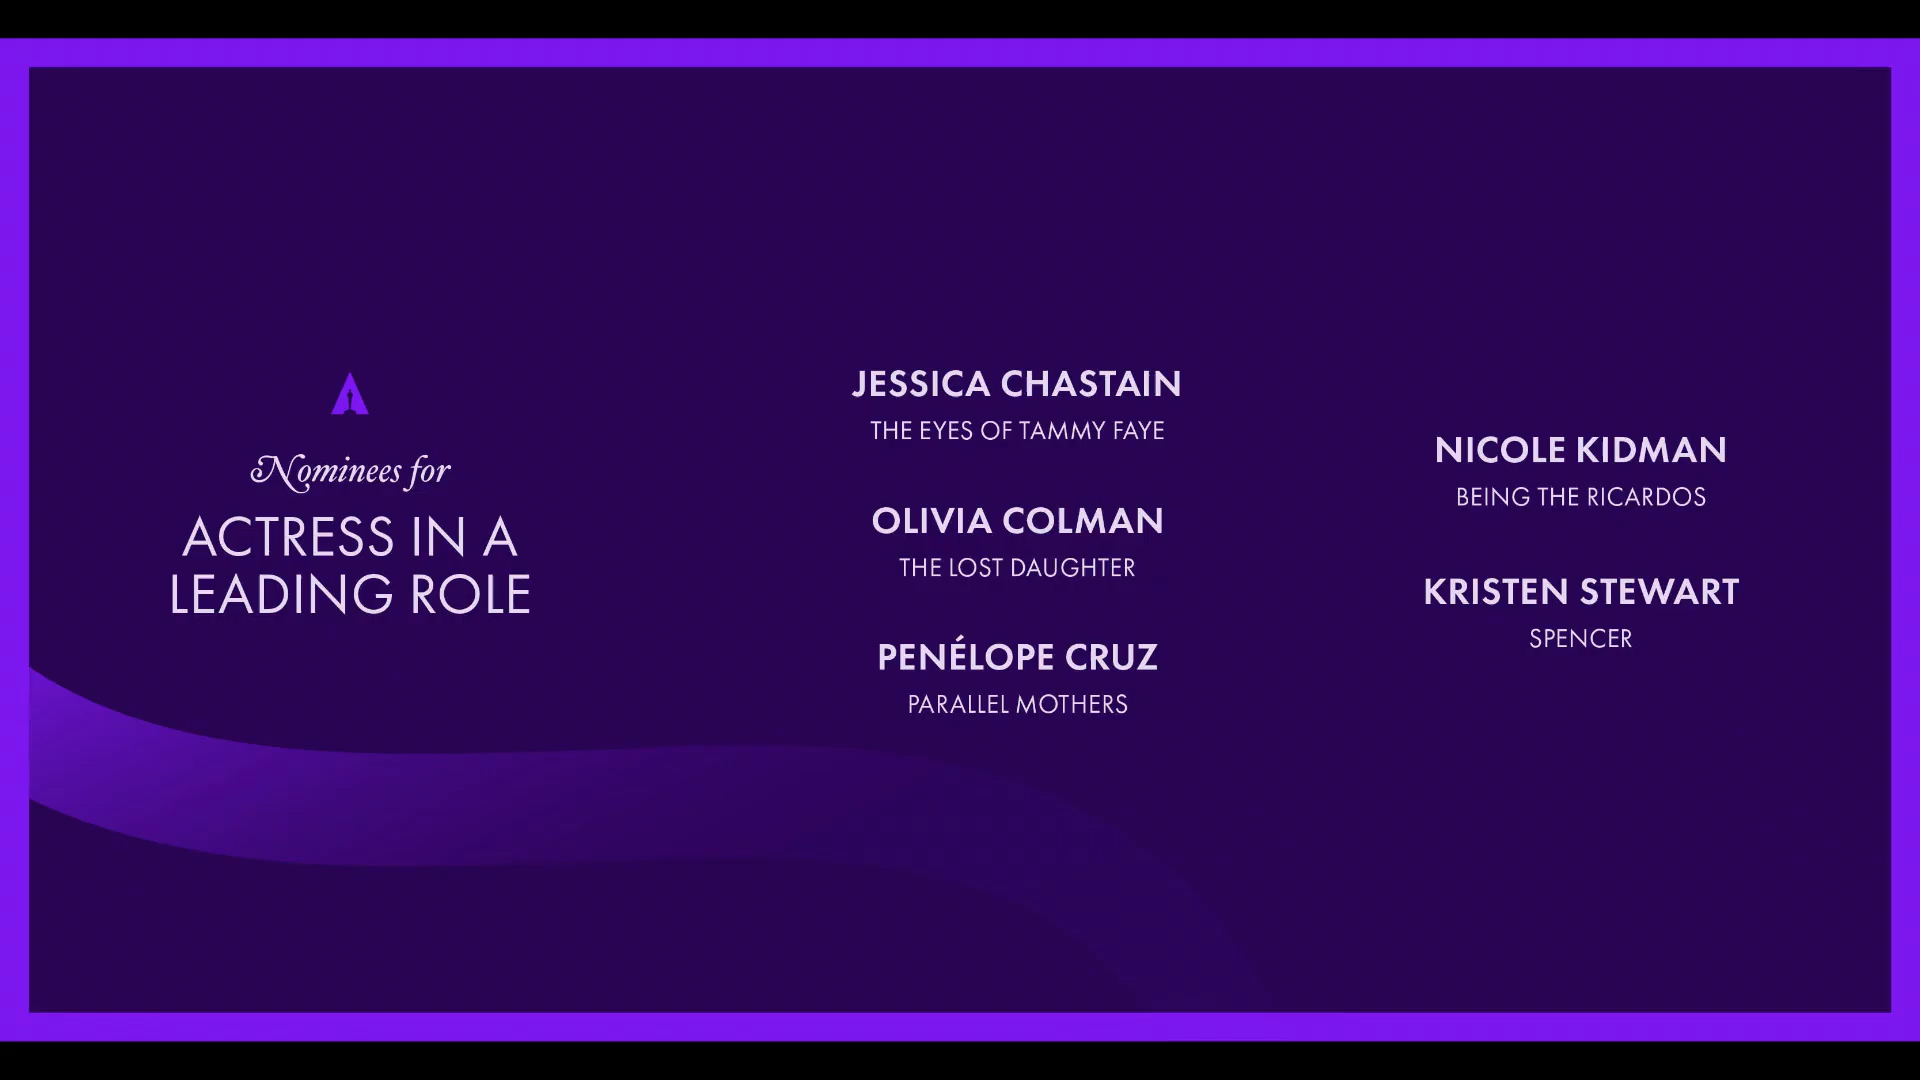 Nominees for
ACTRESS IN A
LEADING ROLE
JESSICA CHASTAIN
THE EYES OF TAMMY FAYE
OLIVIA COLMAN
THE LOST DAUGHTER
PENÉLOPE CRUZ
PARALLEL MOTHERS
NICOLE KIDMAN
BEING THE RICARDOS
KRISTEN STEWART
SPENCER